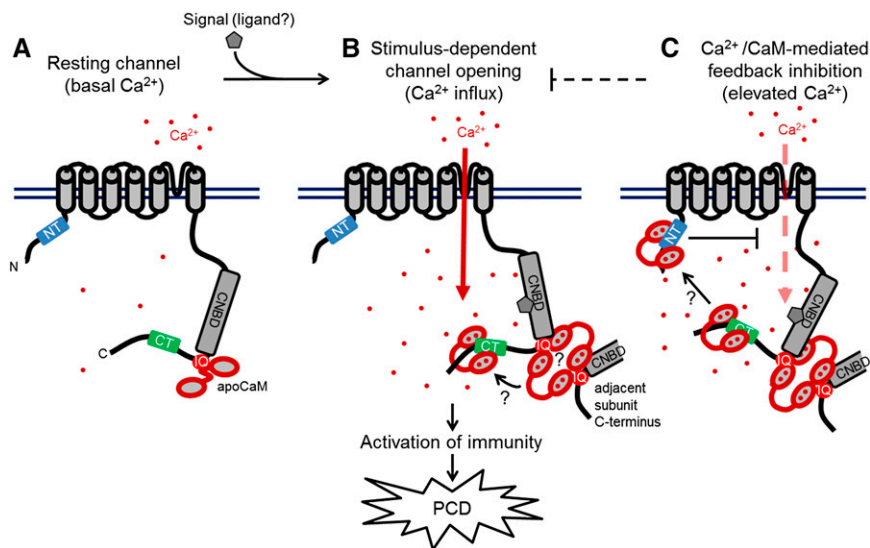 Signal (ligand?)
A
Resting channel
(basal Ca²⁺)
Ca²⁺
NT
N
CNBD
CT
C
IQ
apoCaM
B
Stimulus-dependent
channel opening
(Ca²⁺ influx)
Ca²⁺
NT
CNBD
CT
IQ
?
?
CNBD
IQ
adjacent
subunit
C-terminus
Activation of immunity
PCD
C
Ca²⁺/CaM-mediated
feedback inhibition
(elevated Ca²⁺)
Ca²⁺
NT
?
CNBD
CT
IQ
CNBD
IQ